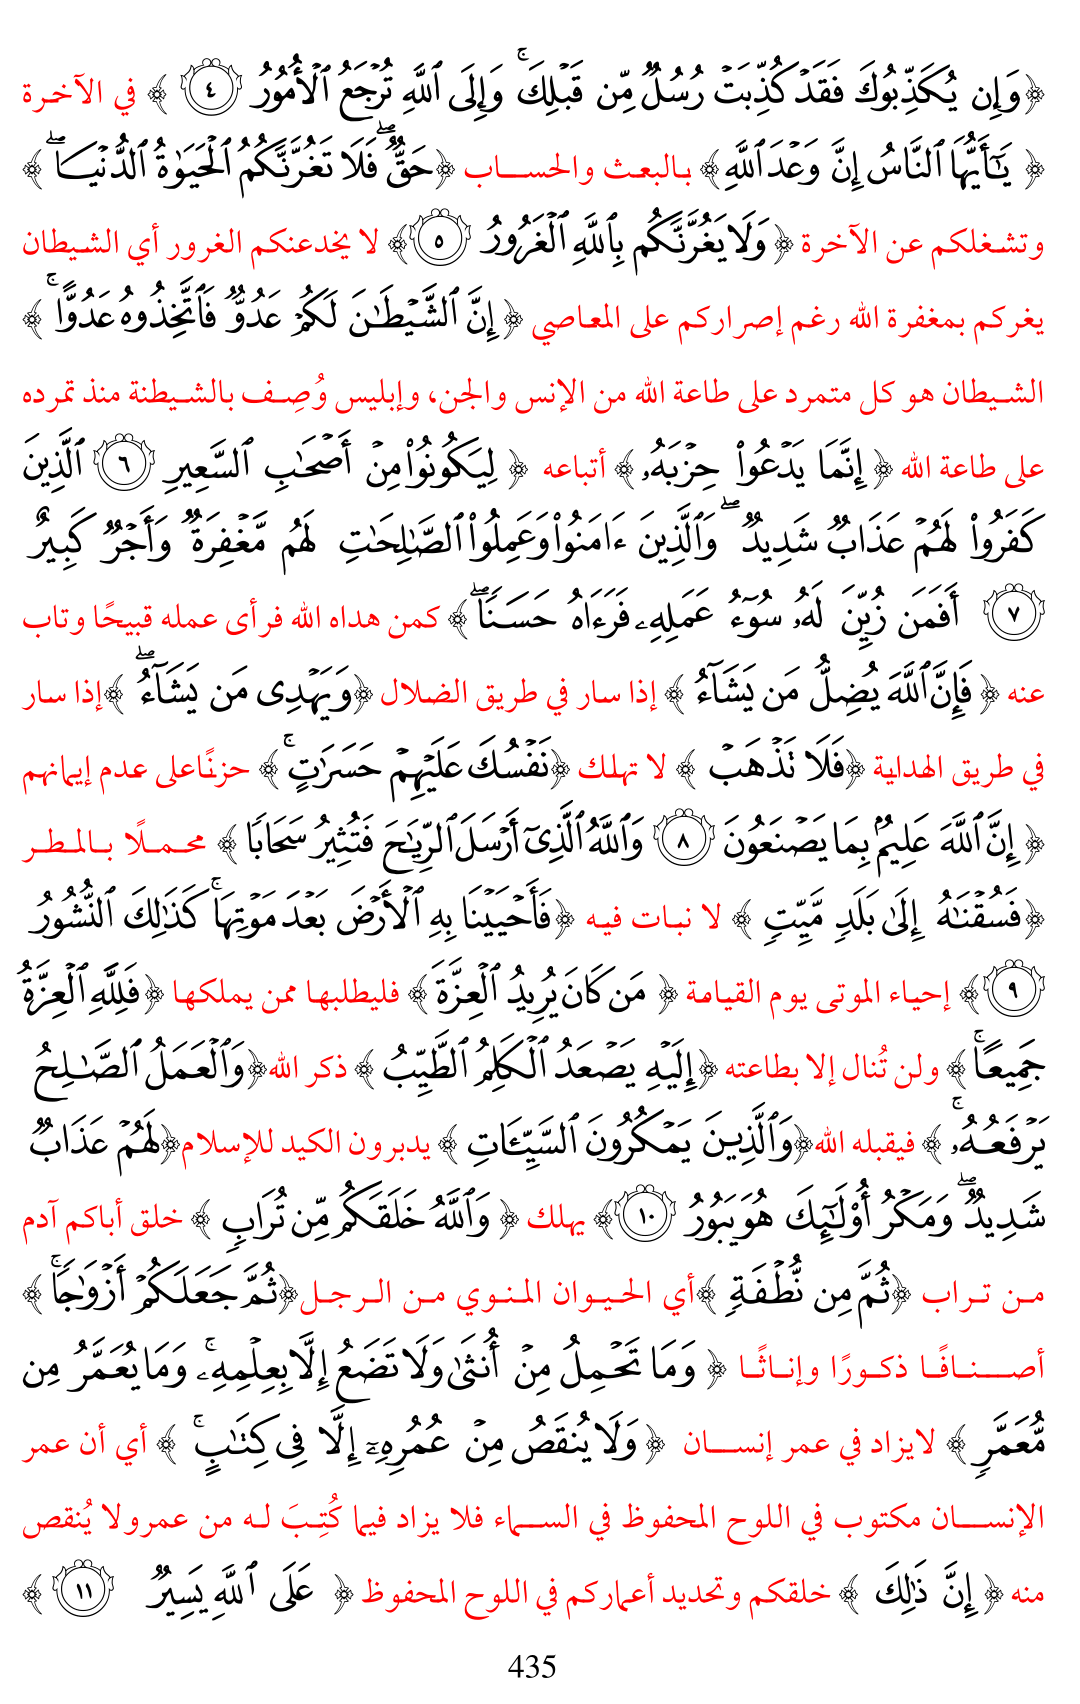 ﴿وَإِن يُكَذِّبُوكَ فَقَدْ كُذِّبَتْ رُسُلٌ مِّن قَبْلِكَ ۚ وَإِلَى ٱللَّهِ تُرْجَعُ ٱلْأُمُورُ ٤ ﴾ في الآخرة
﴿ يَـٰٓأَيُّهَا ٱلنَّاسُ إِنَّ وَعْدَ ٱللَّهِ﴾ بالبعث والحساب ﴿حَقٌّ ۖ فَلَا تَغُرَّنَّكُمُ ٱلْحَيَوٰةُ ٱلدُّنْيَا ۖ ﴾
وتشغلكم عن الآخرة ﴿ وَلَا يَغُرَّنَّكُم بِٱللَّهِ ٱلْغَرُورُ ٥﴾ لا يخدعنكم الغرور أي الشيطان
يغركم بمغفرة الله رغم إصراركم على المعاصي ﴿ إِنَّ ٱلشَّيْطَـٰنَ لَكُمْ عَدُوٌّ فَٱتَّخِذُوهُ عَدُوًّا ۚ ﴾
الشيطان هو كل متمرد على طاعة الله من الإنس والجن، وإبليس وُصِف بالشيطنة منذ تمرده
على طاعة الله ﴿ إِنَّمَا يَدْعُوا۟ حِزْبَهُۥ ﴾ أتباعه ﴿ لِيَكُونُوا۟ مِنْ أَصْحَـٰبِ ٱلسَّعِيرِ ٦ ٱلَّذِينَ
كَفَرُوا۟ لَهُمْ عَذَابٌ شَدِيدٌ ۖ وَٱلَّذِينَ ءَامَنُوا۟ وَعَمِلُوا۟ ٱلصَّـٰلِحَـٰتِ لَهُم مَّغْفِرَةٌ وَأَجْرٌ كَبِيرٌ
٧ أَفَمَن زُيِّنَ لَهُۥ سُوٓءُ عَمَلِهِۦ فَرَءَاهُ حَسَنًا ۖ ﴾ كمن هداه الله فرأى عمله قبيحًا وتاب
عنه ﴿ فَإِنَّ ٱللَّهَ يُضِلُّ مَن يَشَآءُ ﴾ إذا سار في طريق الضلال ﴿وَيَهْدِى مَن يَشَآءُ ۖ ﴾إذا سار
في طريق الهداية ﴿فَلَا تَذْهَبْ ﴾ لا تهلك ﴿نَفْسُكَ عَلَيْهِمْ حَسَرَٰتٍ ۚ ﴾ حزنًاعلى عدم إيمانهم
﴿ إِنَّ ٱللَّهَ عَلِيمٌۢ بِمَا يَصْنَعُونَ ٨ وَٱللَّهُ ٱلَّذِىٓ أَرْسَلَ ٱلرِّيَـٰحَ فَتُثِيرُ سَحَابًا ﴾ محملًا بالمطر
﴿فَسُقْنَـٰهُ إِلَىٰ بَلَدٍ مَّيِّتٍ ﴾ لا نبات فيه ﴿فَأَحْيَيْنَا بِهِ ٱلْأَرْضَ بَعْدَ مَوْتِهَا ۚ كَذَٰلِكَ ٱلنُّشُورُ
٩ ﴾ إحياء الموتى يوم القيامة ﴿ مَن كَانَ يُرِيدُ ٱلْعِزَّةَ ﴾ فليطلبها ممن يملكها ﴿فَلِلَّهِ ٱلْعِزَّةُ
جَمِيعًا ۚ ﴾ ولن تُنال إلا بطاعته ﴿إِلَيْهِ يَصْعَدُ ٱلْكَلِمُ ٱلطَّيِّبُ ﴾ ذكر الله﴿وَٱلْعَمَلُ ٱلصَّـٰلِحُ
يَرْفَعُهُۥ ۚ ﴾ فيقبله الله﴿وَٱلَّذِينَ يَمْكُرُونَ ٱلسَّيِّـَٔاتِ ﴾ يدبرون الكيد للإسلام﴿لَهُمْ عَذَابٌ
شَدِيدٌ ۖ وَمَكْرُ أُو۟لَـٰٓئِكَ هُوَ يَبُورُ ١٠﴾ يهلك ﴿ وَٱللَّهُ خَلَقَكُم مِّن تُرَابٍ ﴾ خلق أباكم آدم
من تراب ﴿ثُمَّ مِن نُّطْفَةٍ ﴾أي الحيوان المنوي من الرجل﴿ثُمَّ جَعَلَكُمْ أَزْوَٰجًا ۚ ﴾
أصنافًا ذكورًا وإناثًا ﴿ وَمَا تَحْمِلُ مِنْ أُنثَىٰ وَلَا تَضَعُ إِلَّا بِعِلْمِهِۦ ۚ وَمَا يُعَمَّرُ مِن
مُّعَمَّرٍ ﴾ لايزاد في عمر إنسان ﴿ وَلَا يُنقَصُ مِنْ عُمُرِهِۦٓ إِلَّا فِى كِتَـٰبٍ ۚ ﴾ أي أن عمر
الإنسان مكتوب في اللوح المحفوظ في السماء فلا يزاد فيما كُتِبَ له من عمرولا يُنقص
منه ﴿ إِنَّ ذَٰلِكَ ﴾ خلقكم وتحديد أعماركم في اللوح المحفوظ ﴿ عَلَى ٱللَّهِ يَسِيرٌ ١١ ﴾
435